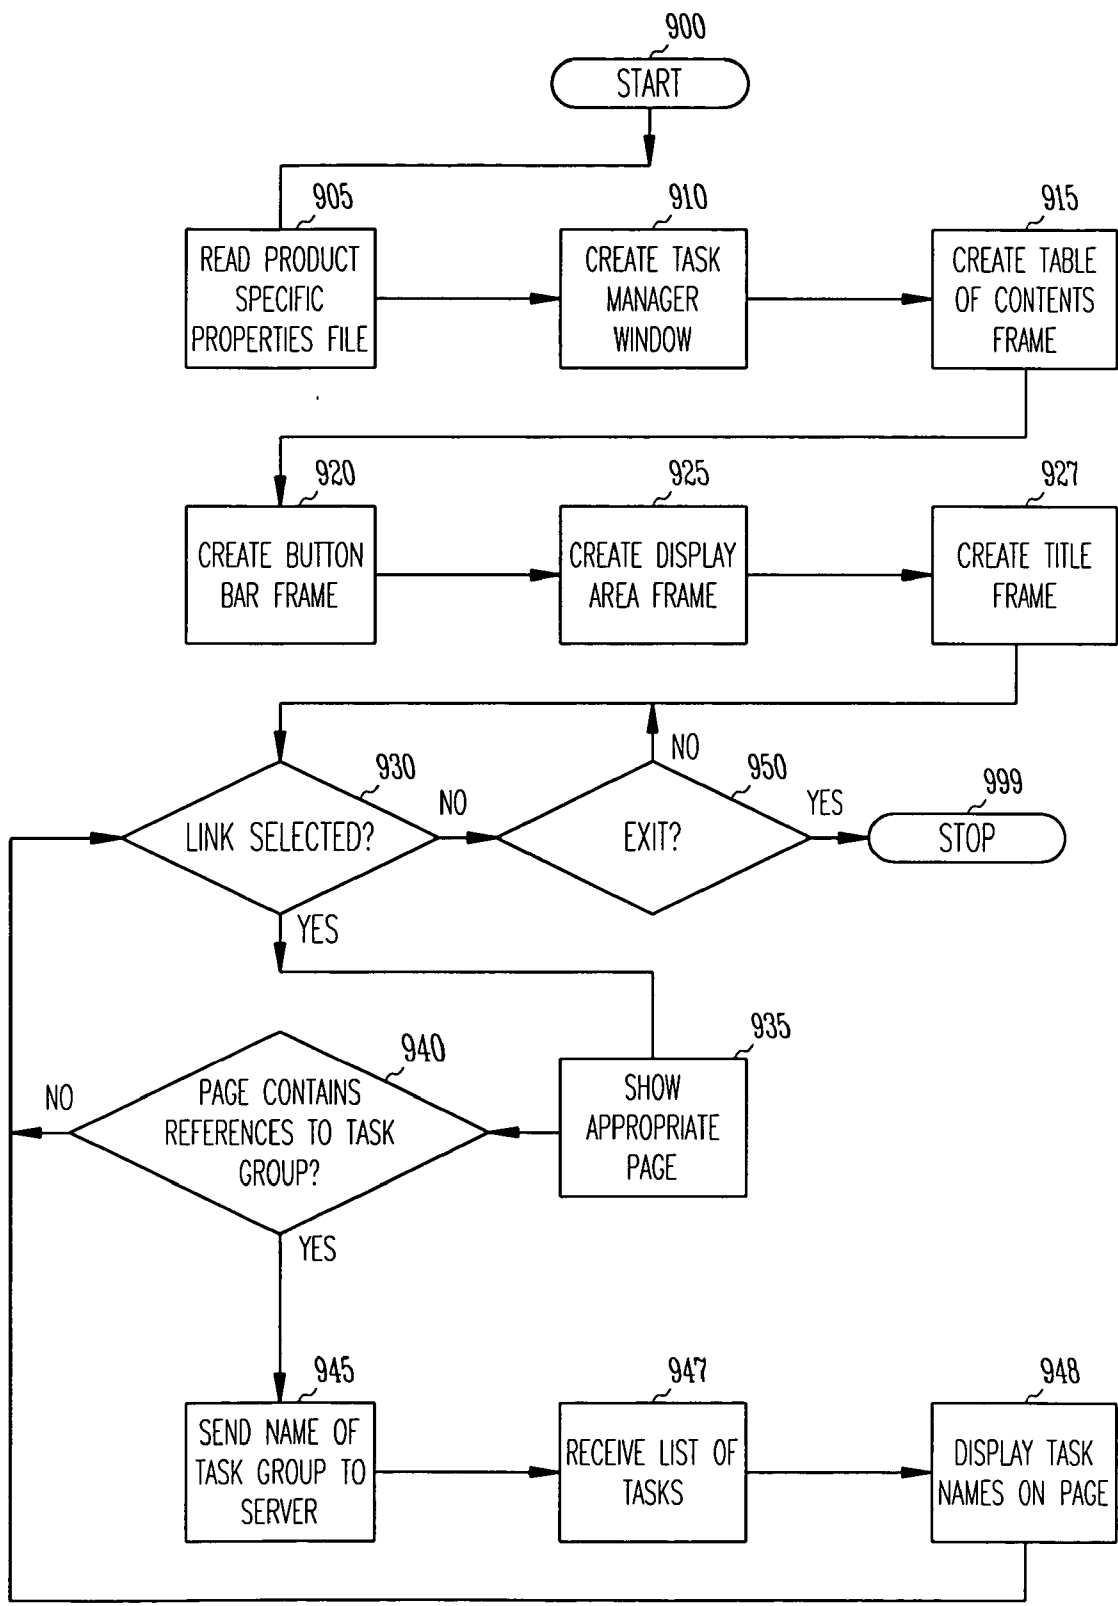 900
START
905
READ PRODUCT
SPECIFIC
PROPERTIES FILE
910
CREATE TASK
MANAGER
WINDOW
915
CREATE TABLE
OF CONTENTS
FRAME
920
CREATE BUTTON
BAR FRAME
925
CREATE DISPLAY
AREA FRAME
927
CREATE TITLE
FRAME
930
LINK SELECTED?
NO
YES
950
EXIT?
NO
YES
999
STOP
935
SHOW
APPROPRIATE
PAGE
940
PAGE CONTAINS
REFERENCES TO TASK
GROUP?
NO
YES
945
SEND NAME OF
TASK GROUP TO
SERVER
947
RECEIVE LIST OF
TASKS
948
DISPLAY TASK
NAMES ON PAGE